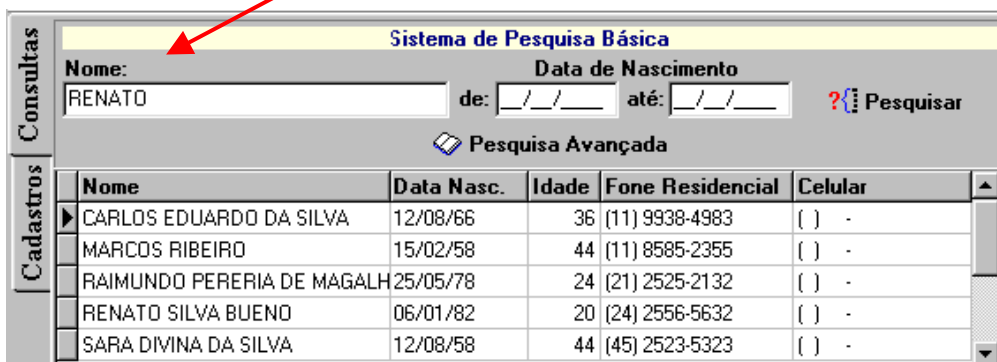 Consultas
Cadastros
Sistema de Pesquisa Básica
Nome: Data de Nascimento
RENATO de: __/__/____ até: __/__/____ ?{ Pesquisar
Pesquisa Avançada
Nome Data Nasc. Idade Fone Residencial Celular
CARLOS EDUARDO DA SILVA 12/08/66 36 (11) 9938-4983 ( ) -
MARCOS RIBEIRO 15/02/58 44 (11) 8585-2355 ( ) -
RAIMUNDO PERERIA DE MAGALH 25/05/78 24 (21) 2525-2132 ( ) -
RENATO SILVA BUENO 06/01/82 20 (24) 2556-5632 ( ) -
SARA DIVINA DA SILVA 12/08/58 44 (45) 2523-5323 ( ) -